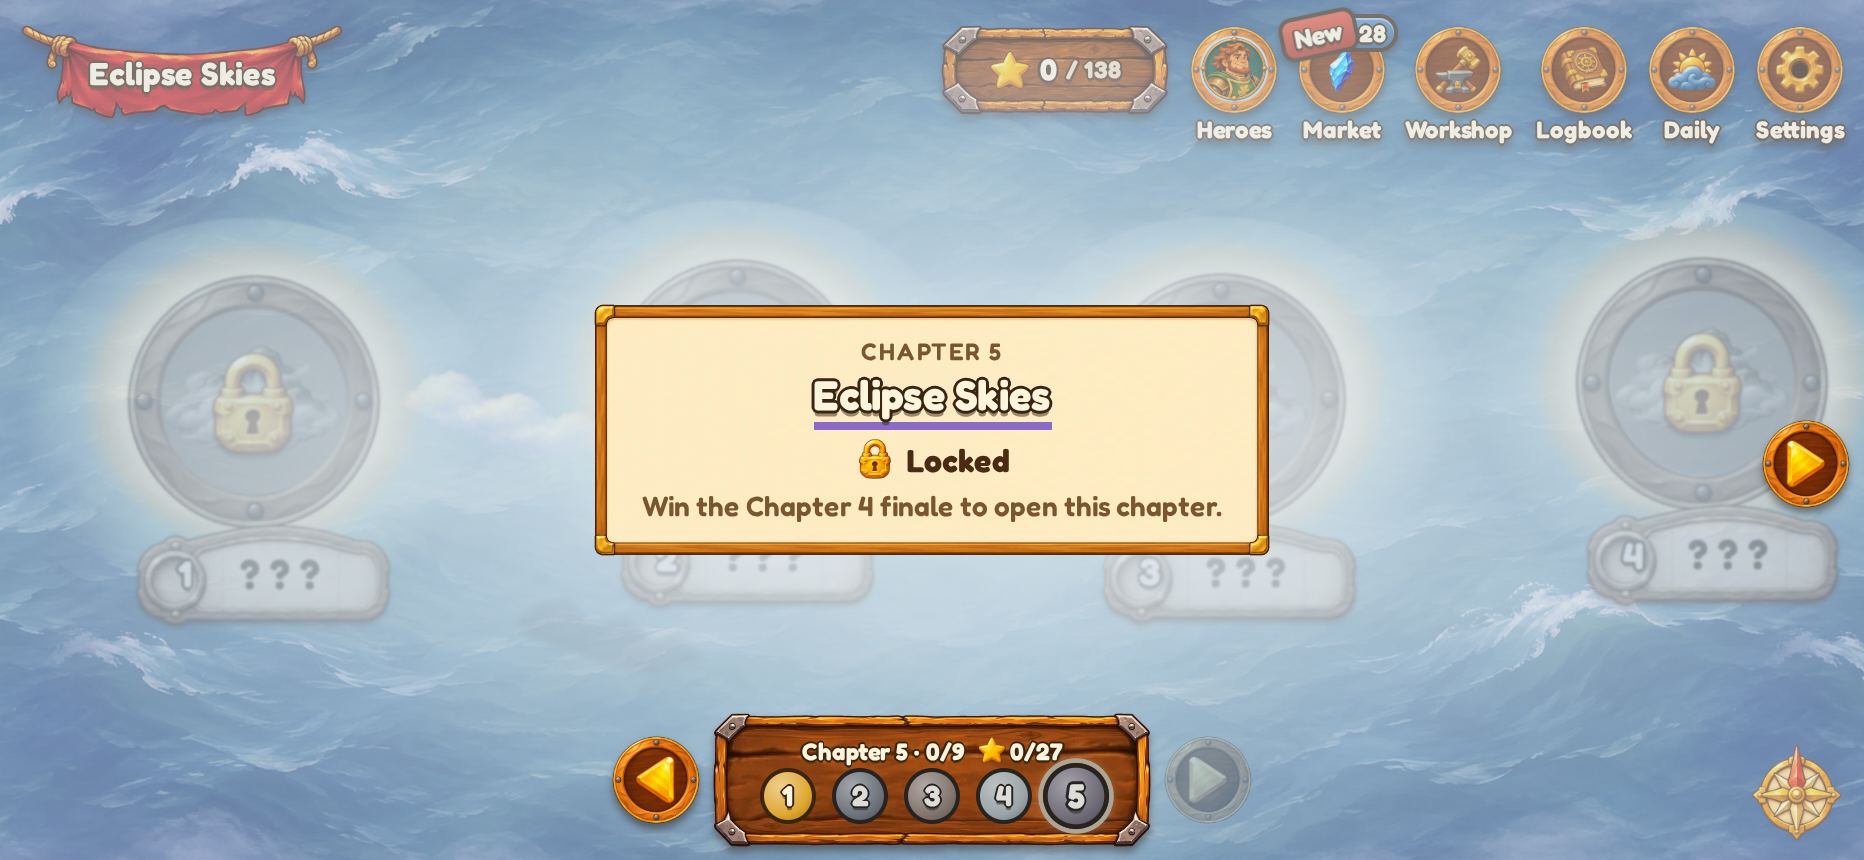 Eclipse Skies
0 / 138
New 28
Heroes
Market
Workshop
Logbook
Daily
Settings
CHAPTER 5
Eclipse Skies
Locked
Win the Chapter 4 finale to open this chapter.
1 ???
2 ???
3 ???
4 ???
Chapter 5 · 0/9 0/27
1 2 3 4 5